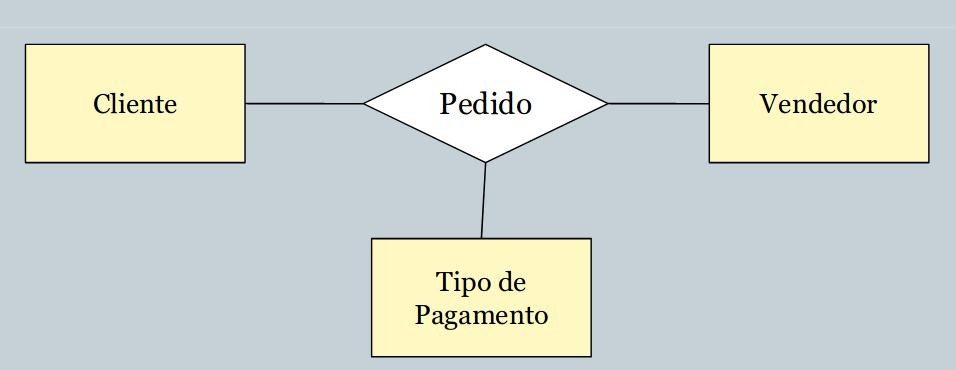 Cliente
Pedido
Vendedor
Tipo de
Pagamento